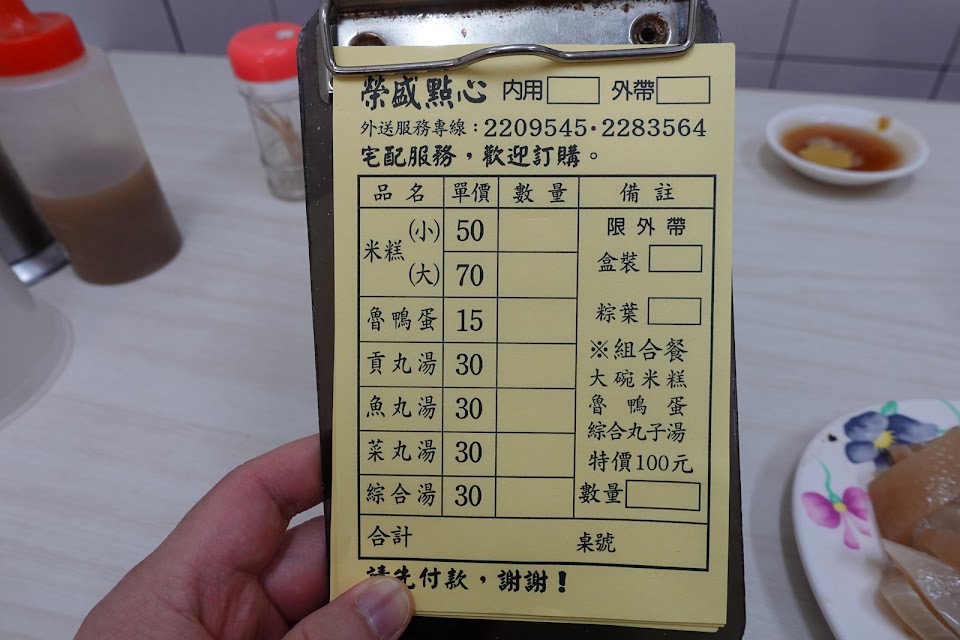 榮盛點心 內用 外帶
外送服務專線：2209545·2283564
宅配服務，歡迎訂購。
品名 單價 數量 備註
米糕 (小) 50
(大) 70
魯鴨蛋 15
貢丸湯 30
魚丸湯 30
菜丸湯 30
綜合湯 30
限外帶
盒裝
粽葉
※組合餐
大碗米糕
魯鴨蛋
綜合丸子湯
特價100元
數量
合計 桌號
請先付款，謝謝！